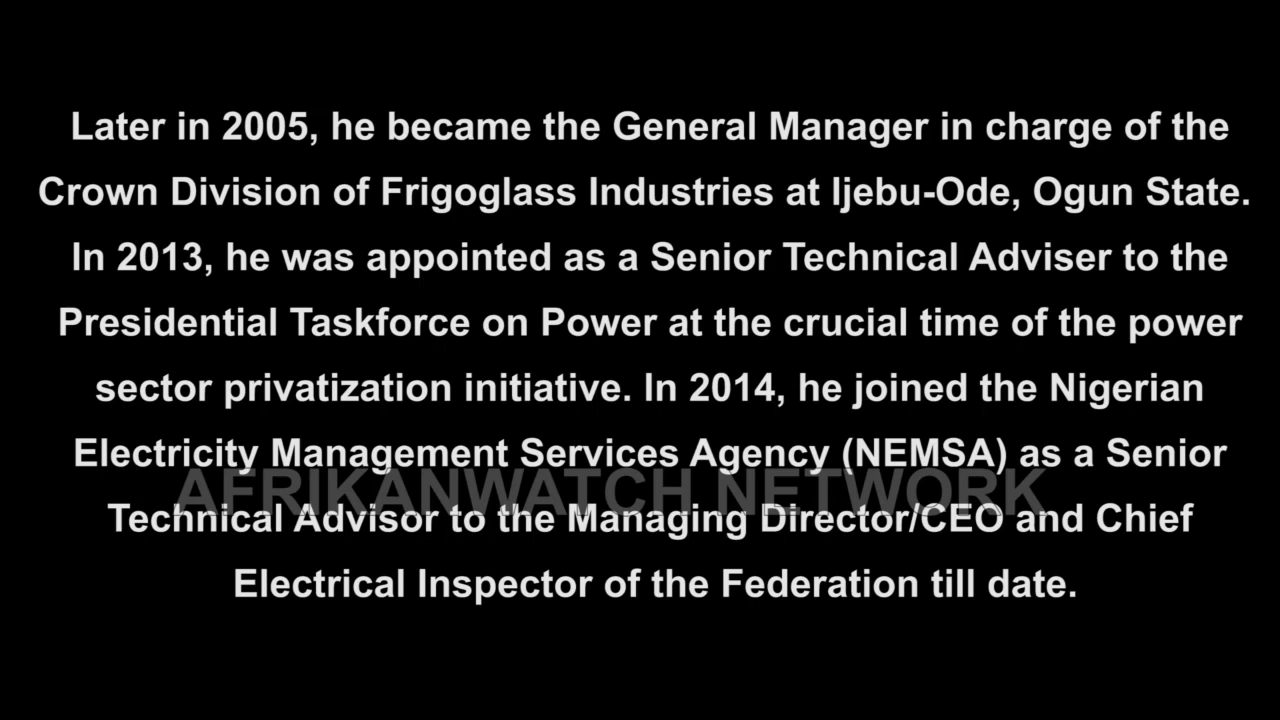 Later in 2005, he became the General Manager in charge of the
Crown Division of Frigoglass Industries at Ijebu-Ode, Ogun State.
In 2013, he was appointed as a Senior Technical Adviser to the
Presidential Taskforce on Power at the crucial time of the power
sector privatization initiative. In 2014, he joined the Nigerian
Electricity Management Services Agency (NEMSA) as a Senior
AFRIKANWATCH NETWORK
Technical Advisor to the Managing Director/CEO and Chief
Electrical Inspector of the Federation till date.